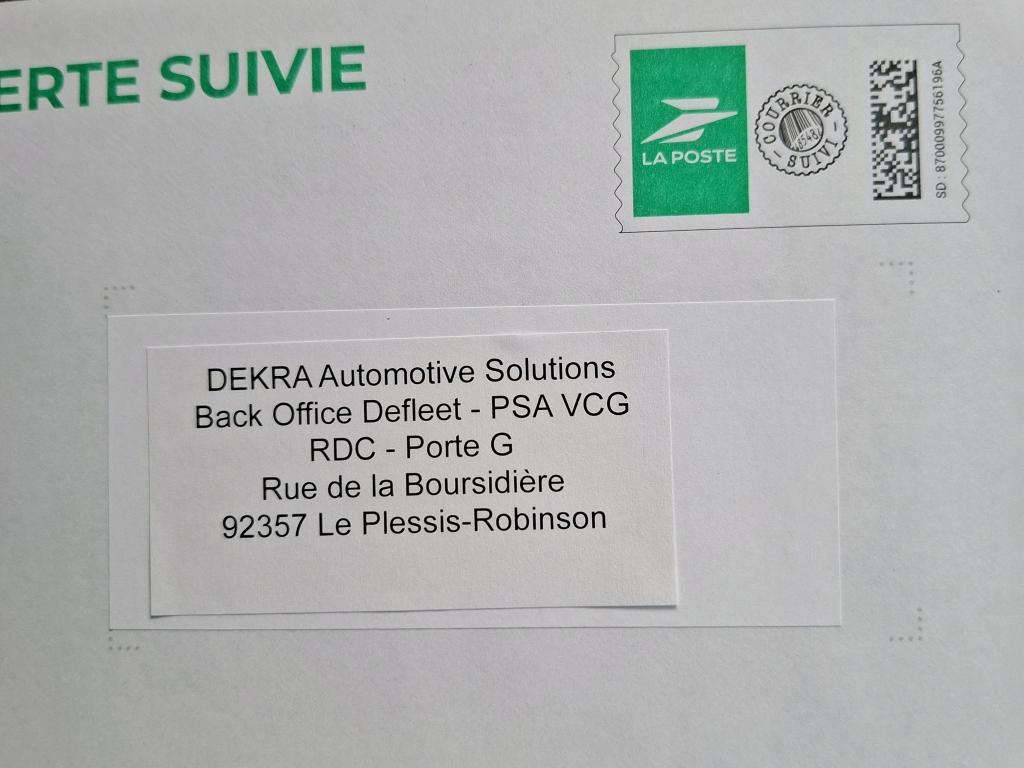 ERTE SUIVIE
LA POSTE
COURRIER
SUIVI
SD : 87000997756196A
DEKRA Automotive Solutions
Back Office Defleet - PSA VCG
RDC - Porte G
Rue de la Boursidière
92357 Le Plessis-Robinson